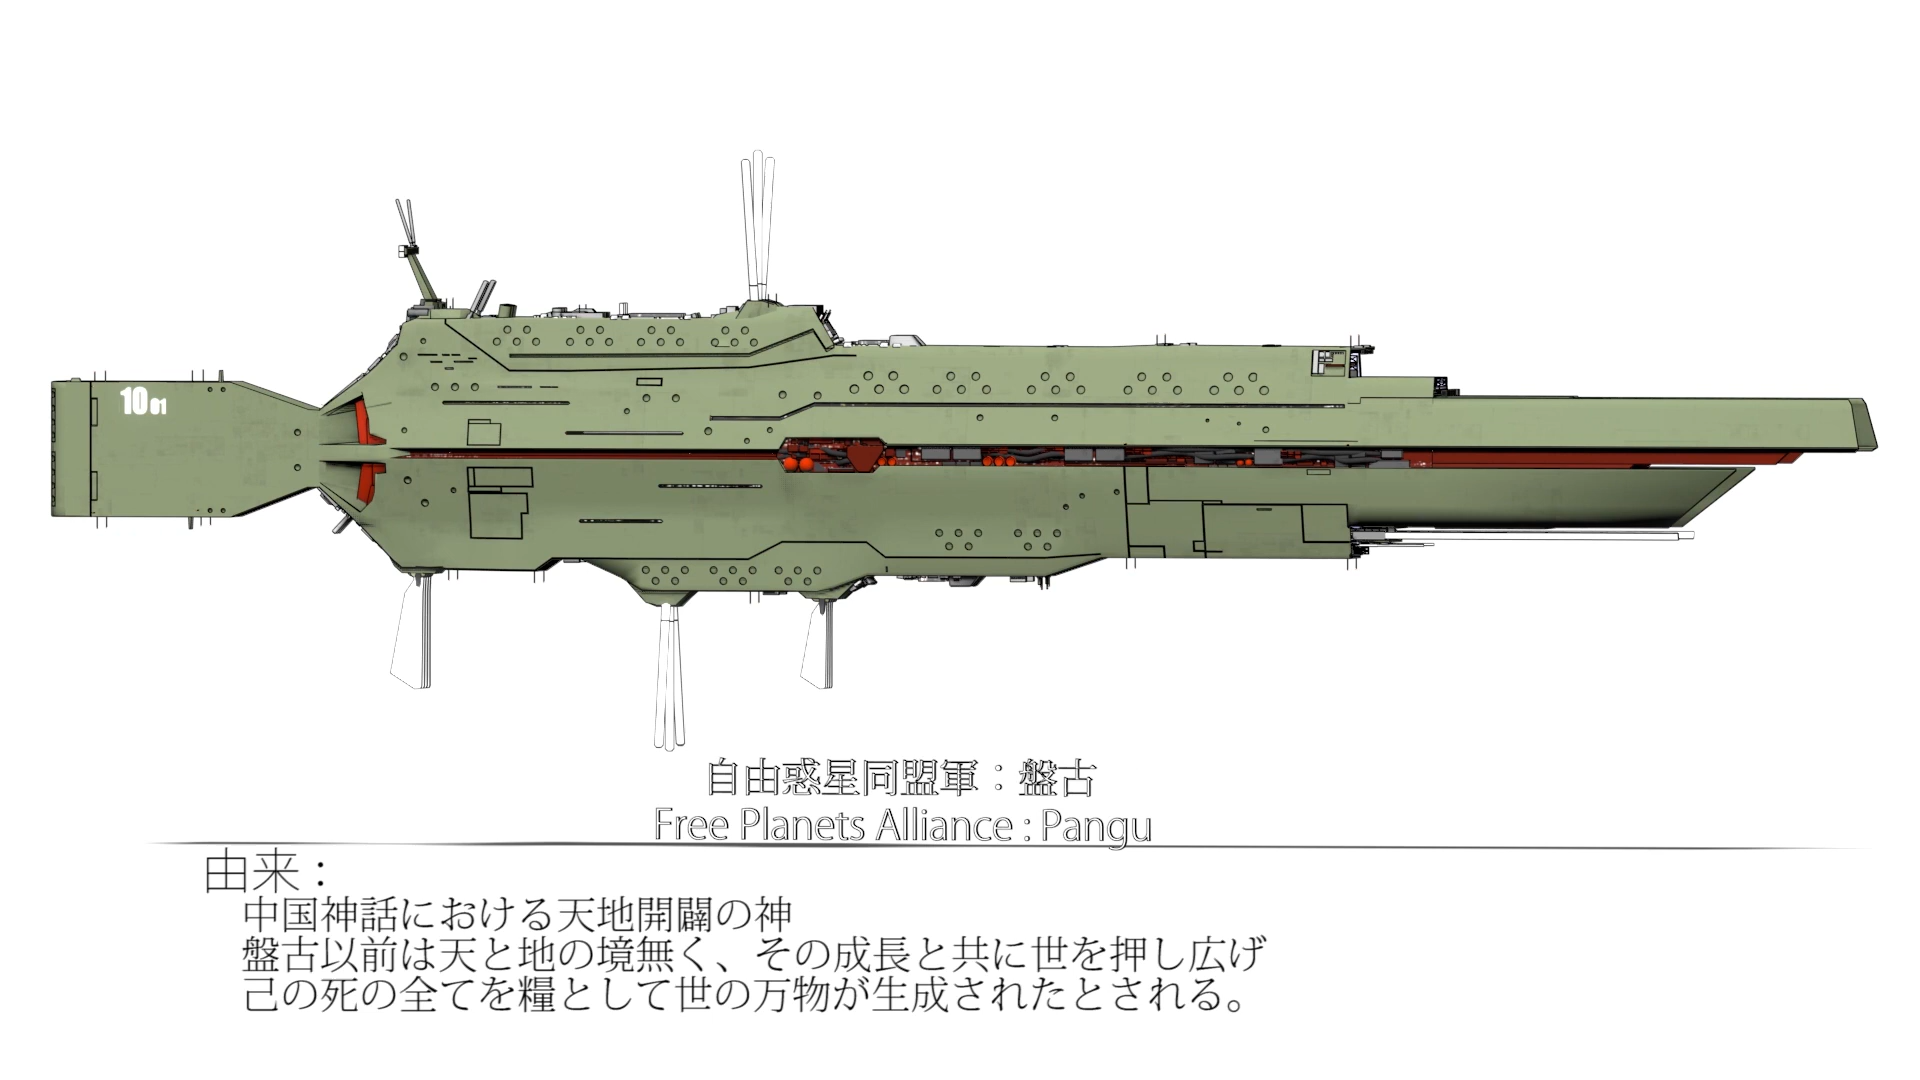 1001
自由惑星同盟軍：盤古
Free Planets Alliance : Pangu
由来：
中国神話における天地開闢の神
盤古以前は天と地の境無く、その成長と共に世を押し広げ
己の死の全てを糧として世の万物が生成されたとされる。